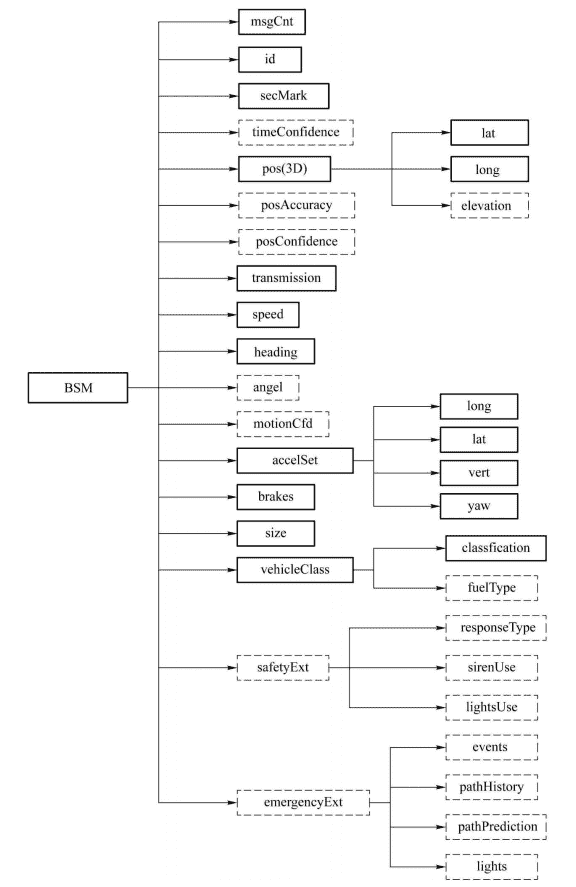 msgCnt
id
secMark
timeConfidence
lat
pos(3D)
long
posAccuracy
elevation
posConfidence
transmission
speed
heading
BSM
angel
long
motionCfd
lat
accelSet
vert
brakes
yaw
size
classfication
vehicleClass
fuelType
responseType
safetyExt
sirenUse
lightsUse
events
pathHistory
emergencyExt
pathPrediction
lights